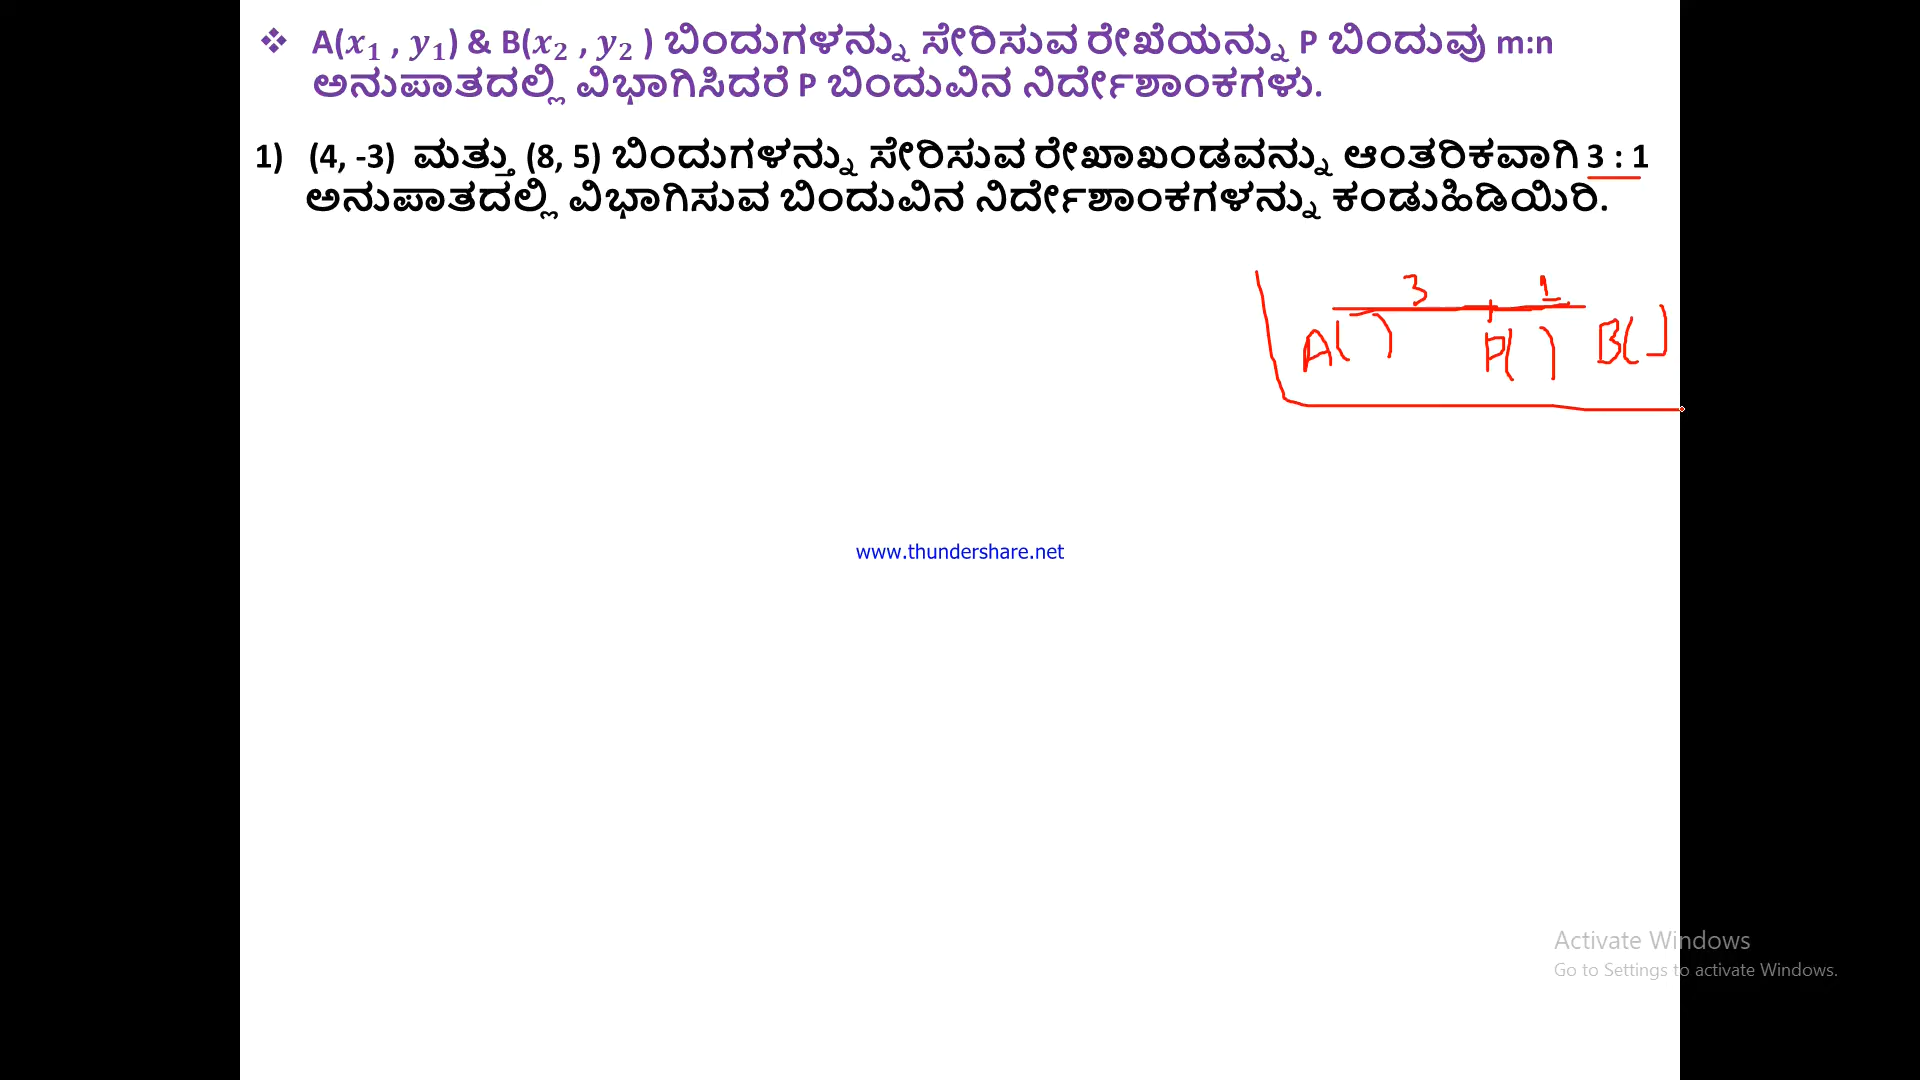 ❖ A(x₁ , y₁) & B(x₂ , y₂ ) ಬಿಂದುಗಳನ್ನು ಸೇರಿಸುವ ರೇಖೆಯನ್ನು P ಬಿಂದುವು m:n
ಅನುಪಾತದಲ್ಲಿ ವಿಭಾಗಿಸಿದರೆ P ಬಿಂದುವಿನ ನಿರ್ದೇಶಾಂಕಗಳು.
1) (4, -3) ಮತ್ತು (8, 5) ಬಿಂದುಗಳನ್ನು ಸೇರಿಸುವ ರೇಖಾಖಂಡವನ್ನು ಆಂತರಿಕವಾಗಿ 3 : 1
ಅನುಪಾತದಲ್ಲಿ ವಿಭಾಗಿಸುವ ಬಿಂದುವಿನ ನಿರ್ದೇಶಾಂಕಗಳನ್ನು ಕಂಡುಹಿಡಿಯಿರಿ.
3 1
A( ) P( ) B( )
www.thundershare.net
Activate Windows
Go to Settings to activate Windows.